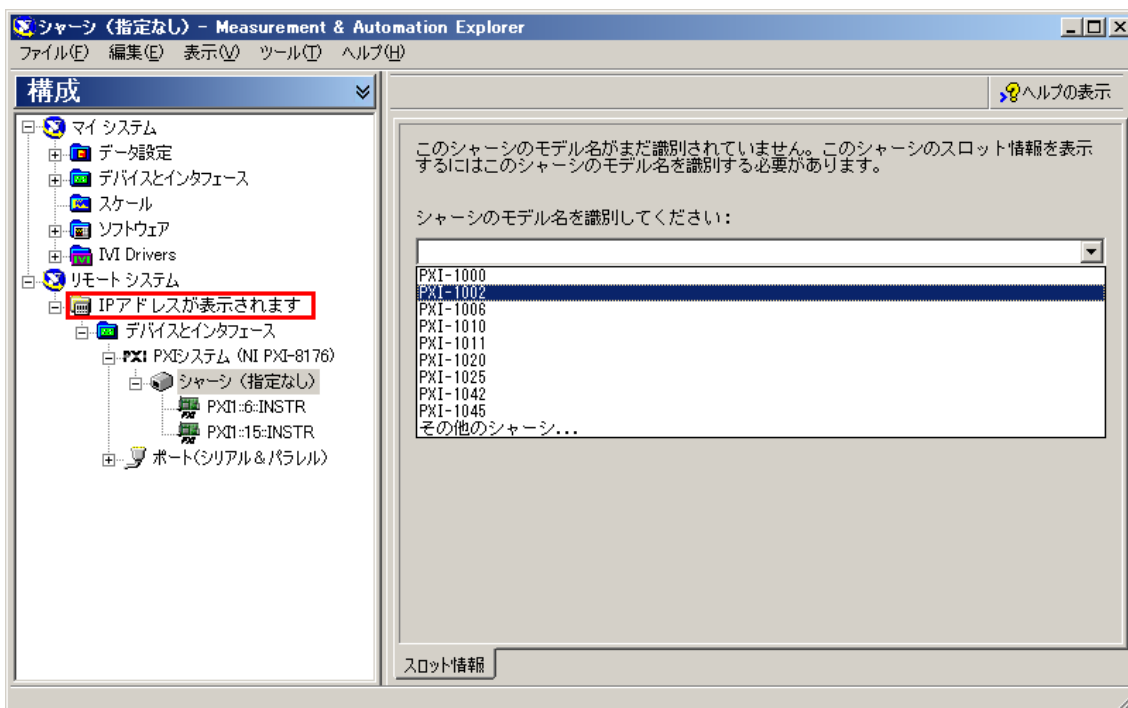 シャーシ（指定なし） - Measurement & Automation Explorer
ファイル(F) 編集(E) 表示(V) ツール(T) ヘルプ(H)
構成
マイ システム
データ設定
デバイスとインタフェース
スケール
ソフトウェア
IVI Drivers
リモート システム
IPアドレスが表示されます
デバイスとインタフェース
PXI PXIシステム (NI PXI-8176)
シャーシ（指定なし）
PXI1::6::INSTR
PXI1::15::INSTR
ポート(シリアル＆パラレル)
ヘルプの表示
このシャーシのモデル名がまだ識別されていません。このシャーシのスロット情報を表示
するにはこのシャーシのモデル名を識別する必要があります。
シャーシのモデル名を識別してください：
PXI-1000
PXI-1002
PXI-1006
PXI-1010
PXI-1011
PXI-1020
PXI-1025
PXI-1042
PXI-1045
その他のシャーシ...
スロット情報